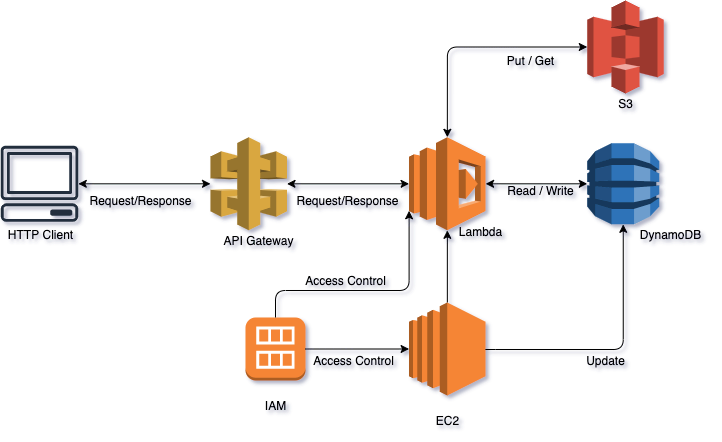 Put / Get
S3
Request/Response
Request/Response
Read / Write
HTTP Client
API Gateway
Lambda
DynamoDB
Access Control
Access Control
Update
IAM
EC2